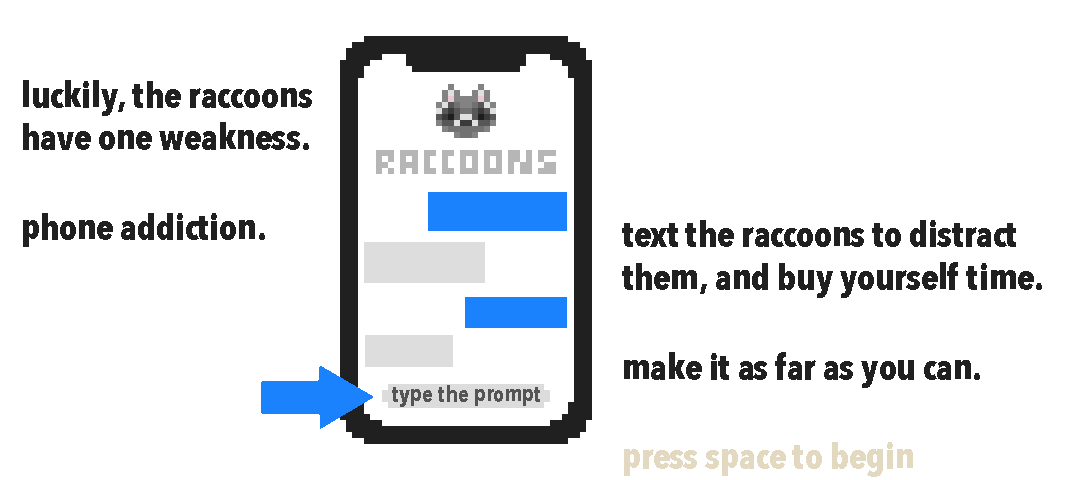 luckily, the raccoons
have one weakness.
phone addiction.
RACCOONS
type the prompt
text the raccoons to distract
them, and buy yourself time.
make it as far as you can.
press space to begin